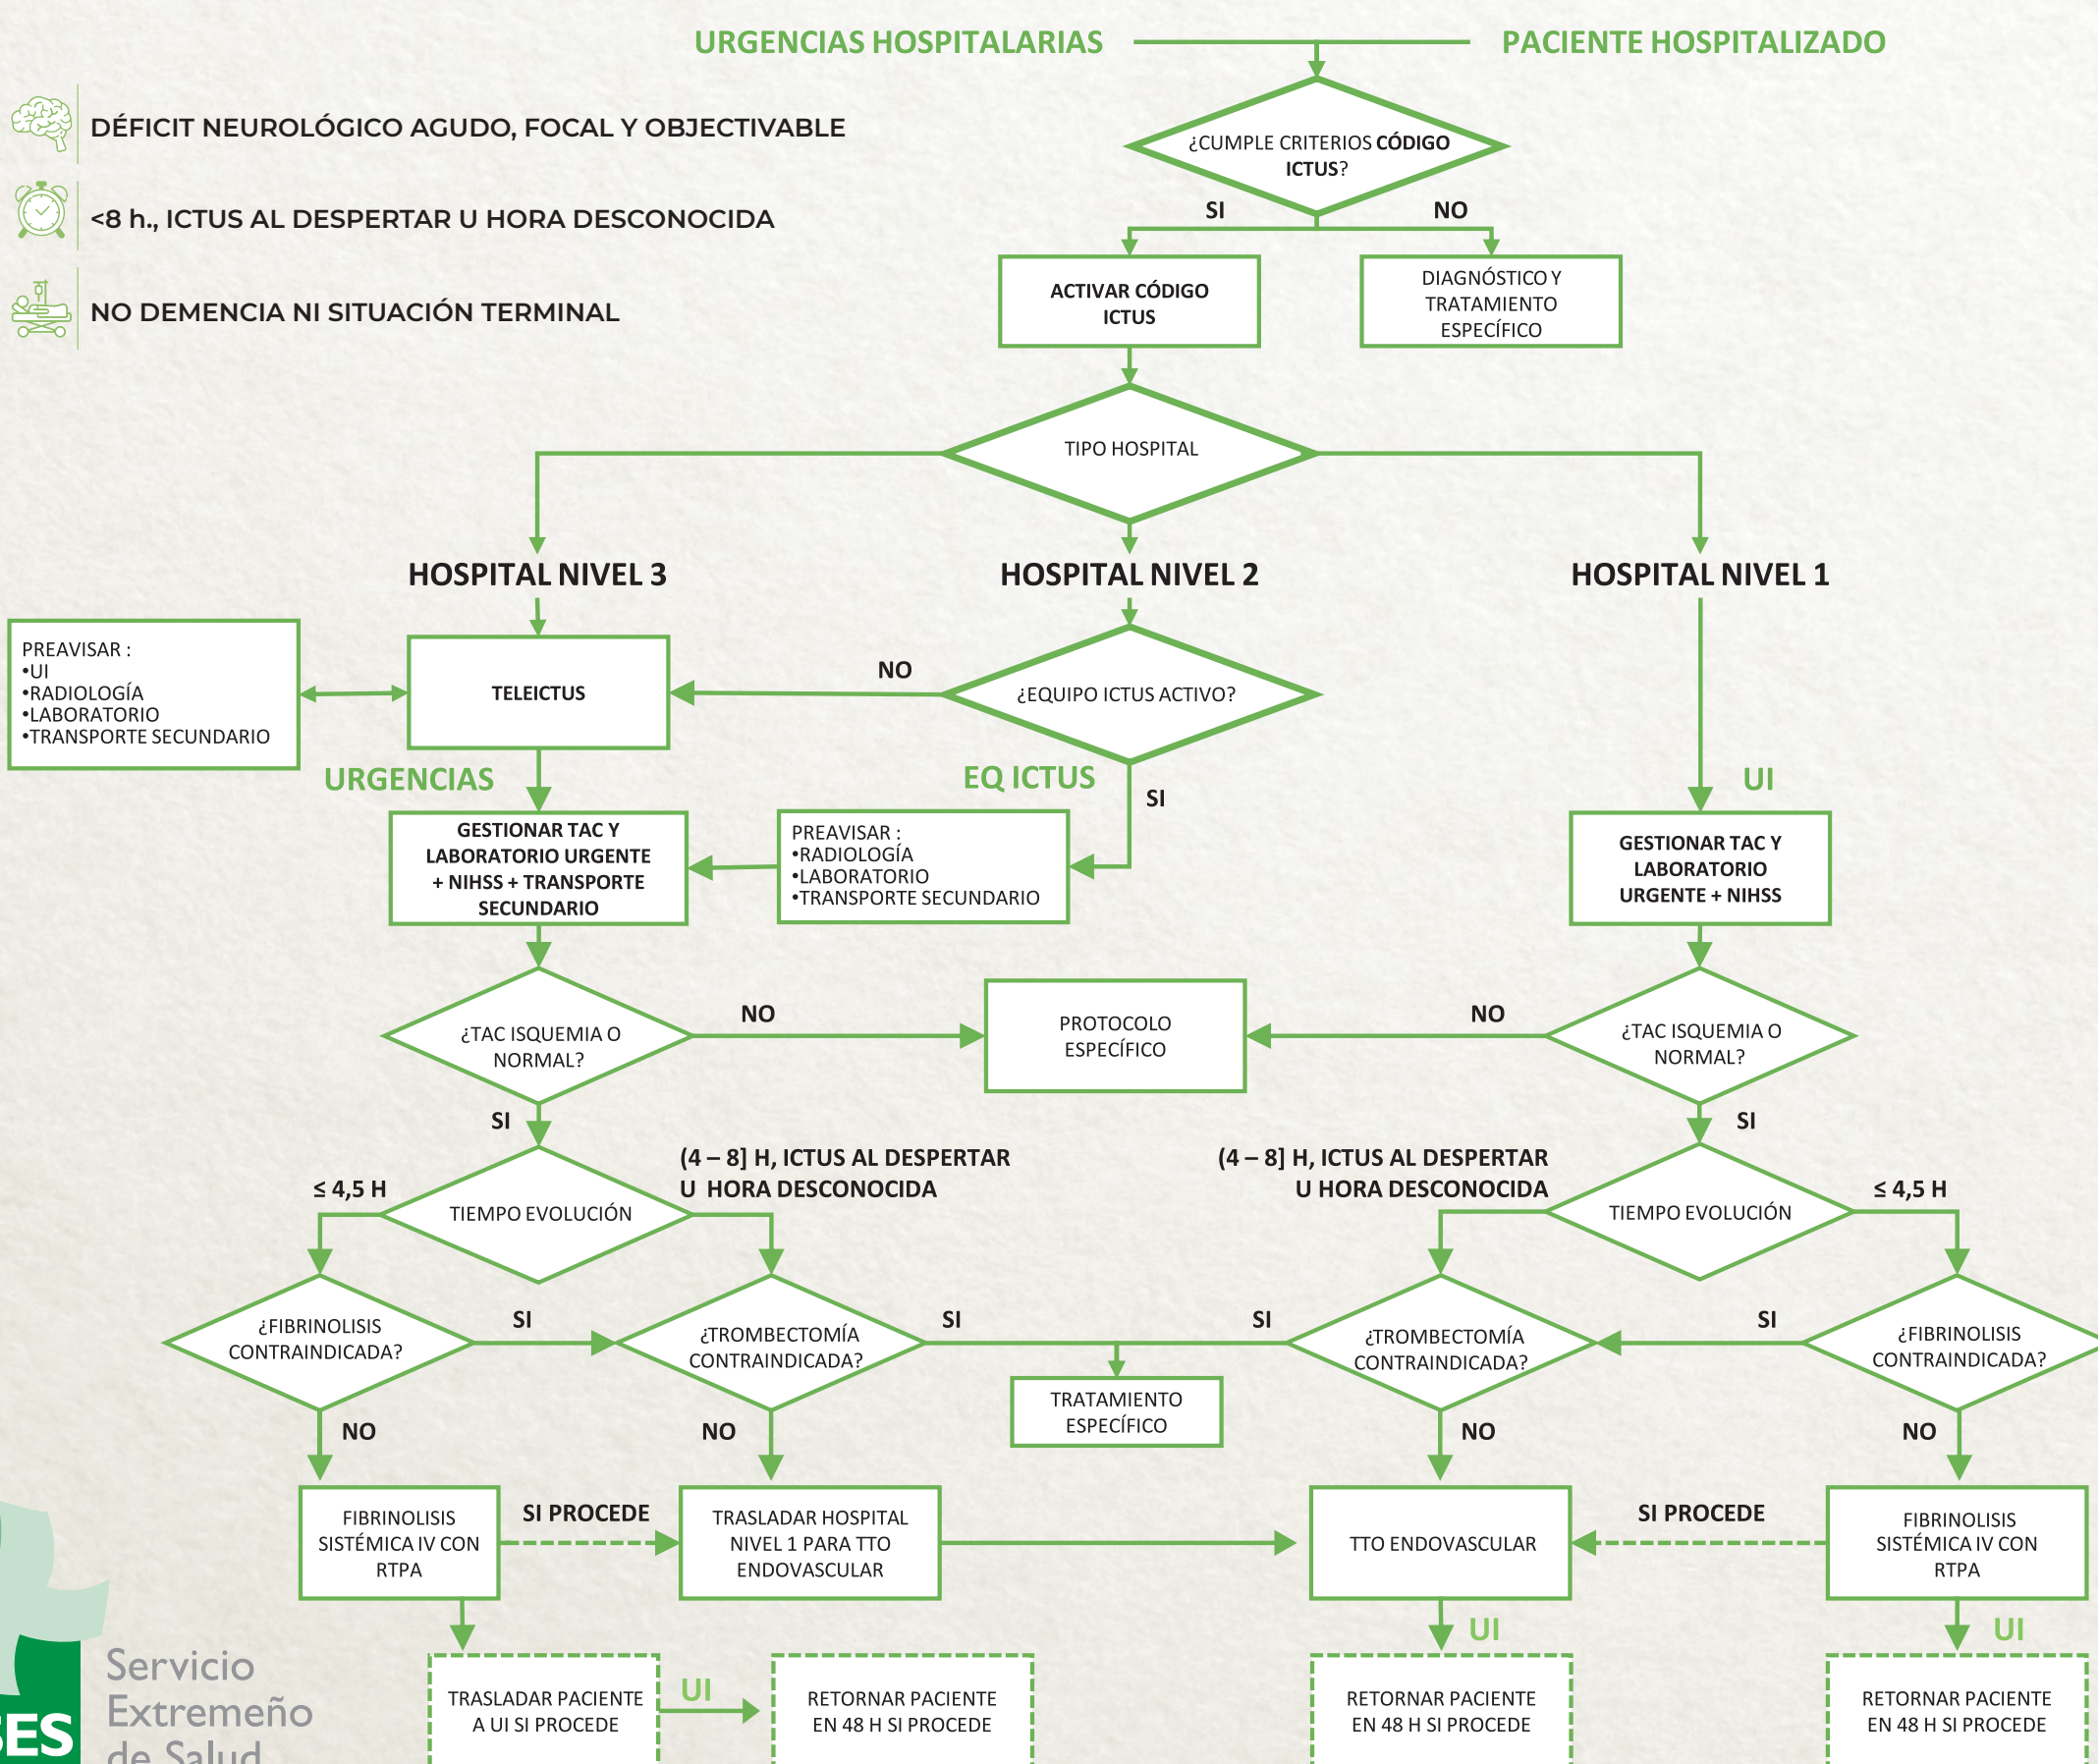 URGENCIAS HOSPITALARIAS
PACIENTE HOSPITALIZADO
DÉFICIT NEUROLÓGICO AGUDO, FOCAL Y OBJECTIVABLE
<8 h., ICTUS AL DESPERTAR U HORA DESCONOCIDA
NO DEMENCIA NI SITUACIÓN TERMINAL
¿CUMPLE CRITERIOS CÓDIGO
ICTUS?
SI
NO
ACTIVAR CÓDIGO
ICTUS
DIAGNÓSTICO Y
TRATAMIENTO
ESPECÍFICO
TIPO HOSPITAL
HOSPITAL NIVEL 3
HOSPITAL NIVEL 2
HOSPITAL NIVEL 1
PREAVISAR :
•UI
•RADIOLOGÍA
•LABORATORIO
•TRANSPORTE SECUNDARIO
TELEICTUS
NO
¿EQUIPO ICTUS ACTIVO?
URGENCIAS
EQ ICTUS
SI
UI
GESTIONAR TAC Y
LABORATORIO URGENTE
+ NIHSS + TRANSPORTE
SECUNDARIO
PREAVISAR :
•RADIOLOGÍA
•LABORATORIO
•TRANSPORTE SECUNDARIO
GESTIONAR TAC Y
LABORATORIO
URGENTE + NIHSS
¿TAC ISQUEMIA O
NORMAL?
NO
PROTOCOLO
ESPECÍFICO
NO
¿TAC ISQUEMIA O
NORMAL?
SI
SI
≤ 4,5 H
TIEMPO EVOLUCIÓN
(4 – 8] H, ICTUS AL DESPERTAR
U HORA DESCONOCIDA
(4 – 8] H, ICTUS AL DESPERTAR
U HORA DESCONOCIDA
TIEMPO EVOLUCIÓN
≤ 4,5 H
¿FIBRINOLISIS
CONTRAINDICADA?
SI
¿TROMBECTOMÍA
CONTRAINDICADA?
SI
SI
¿TROMBECTOMÍA
CONTRAINDICADA?
SI
¿FIBRINOLISIS
CONTRAINDICADA?
TRATAMIENTO
ESPECÍFICO
NO
NO
NO
NO
FIBRINOLISIS
SISTÉMICA IV CON
RTPA
SI PROCEDE
TRASLADAR HOSPITAL
NIVEL 1 PARA TTO
ENDOVASCULAR
TTO ENDOVASCULAR
SI PROCEDE
FIBRINOLISIS
SISTÉMICA IV CON
RTPA
UI
UI
TRASLADAR PACIENTE
A UI SI PROCEDE
UI
RETORNAR PACIENTE
EN 48 H SI PROCEDE
RETORNAR PACIENTE
EN 48 H SI PROCEDE
RETORNAR PACIENTE
EN 48 H SI PROCEDE
SES
Servicio
Extremeño
de Salud